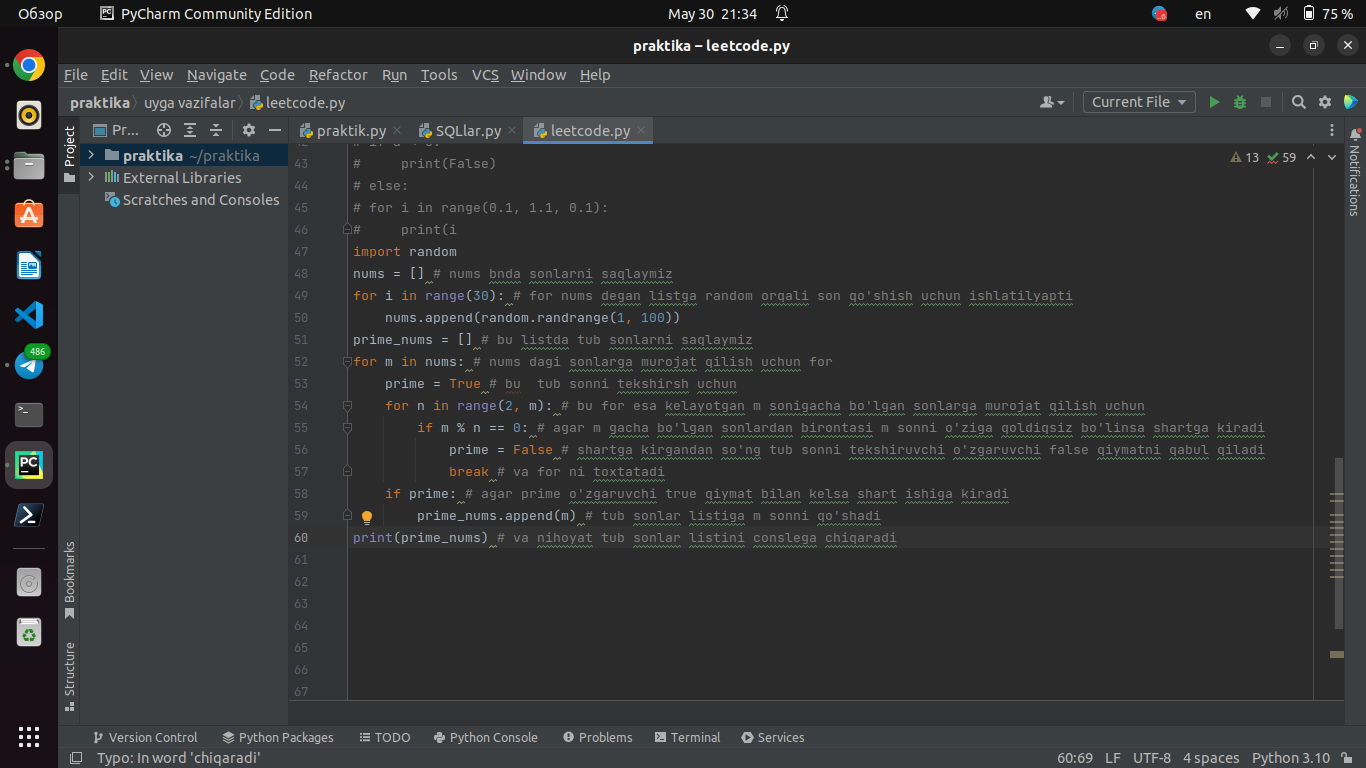 Обзор PyCharm Community Edition May 30 21:34 en 75 %
praktika – leetcode.py
File Edit View Navigate Code Refactor Run Tools VCS Window Help
praktika uyga vazifalar leetcode.py Current File
Pr... praktik.py SQLlar.py leetcode.py
Project
praktika ~/praktika
External Libraries
Scratches and Consoles
13 59
Notifications
43 #     print(False)
44 # else:
45 # for i in range(0.1, 1.1, 0.1):
46 #     print(i
47 import random
48 nums = [] # nums bnda sonlarni saqlaymiz
49 for i in range(30): # for nums degan listga random orqali son qo'shish uchun ishlatilyapti
50     nums.append(random.randrange(1, 100))
51 prime_nums = [] # bu listda tub sonlarni saqlaymiz
52 for m in nums: # nums dagi sonlarga murojat qilish uchun for
53     prime = True # bu  tub sonni tekshirsh uchun
54     for n in range(2, m): # bu for esa kelayotgan m sonigacha bo'lgan sonlarga murojat qilish uchun
55         if m % n == 0: # agar m gacha bo'lgan sonlardan birontasi m sonni o'ziga qoldiqsiz bo'linsa shartga kiradi
56             prime = False # shartga kirgandan so'ng tub sonni tekshiruvchi o'zgaruvchi false qiymatni qabul qiladi
57             break # va for ni toxtatadi
58     if prime: # agar prime o'zgaruvchi true qiymat bilan kelsa shart ishiga kiradi
59         prime_nums.append(m) # tub sonlar listiga m sonni qo'shadi
60 print(prime_nums) # va nihoyat tub sonlar listini conslega chiqaradi
61
62
63
64
65
66
67
486
PC
Bookmarks
Structure
Version Control Python Packages TODO Python Console Problems Terminal Services
Typo: In word 'chiqaradi' 60:69 LF UTF-8 4 spaces Python 3.10